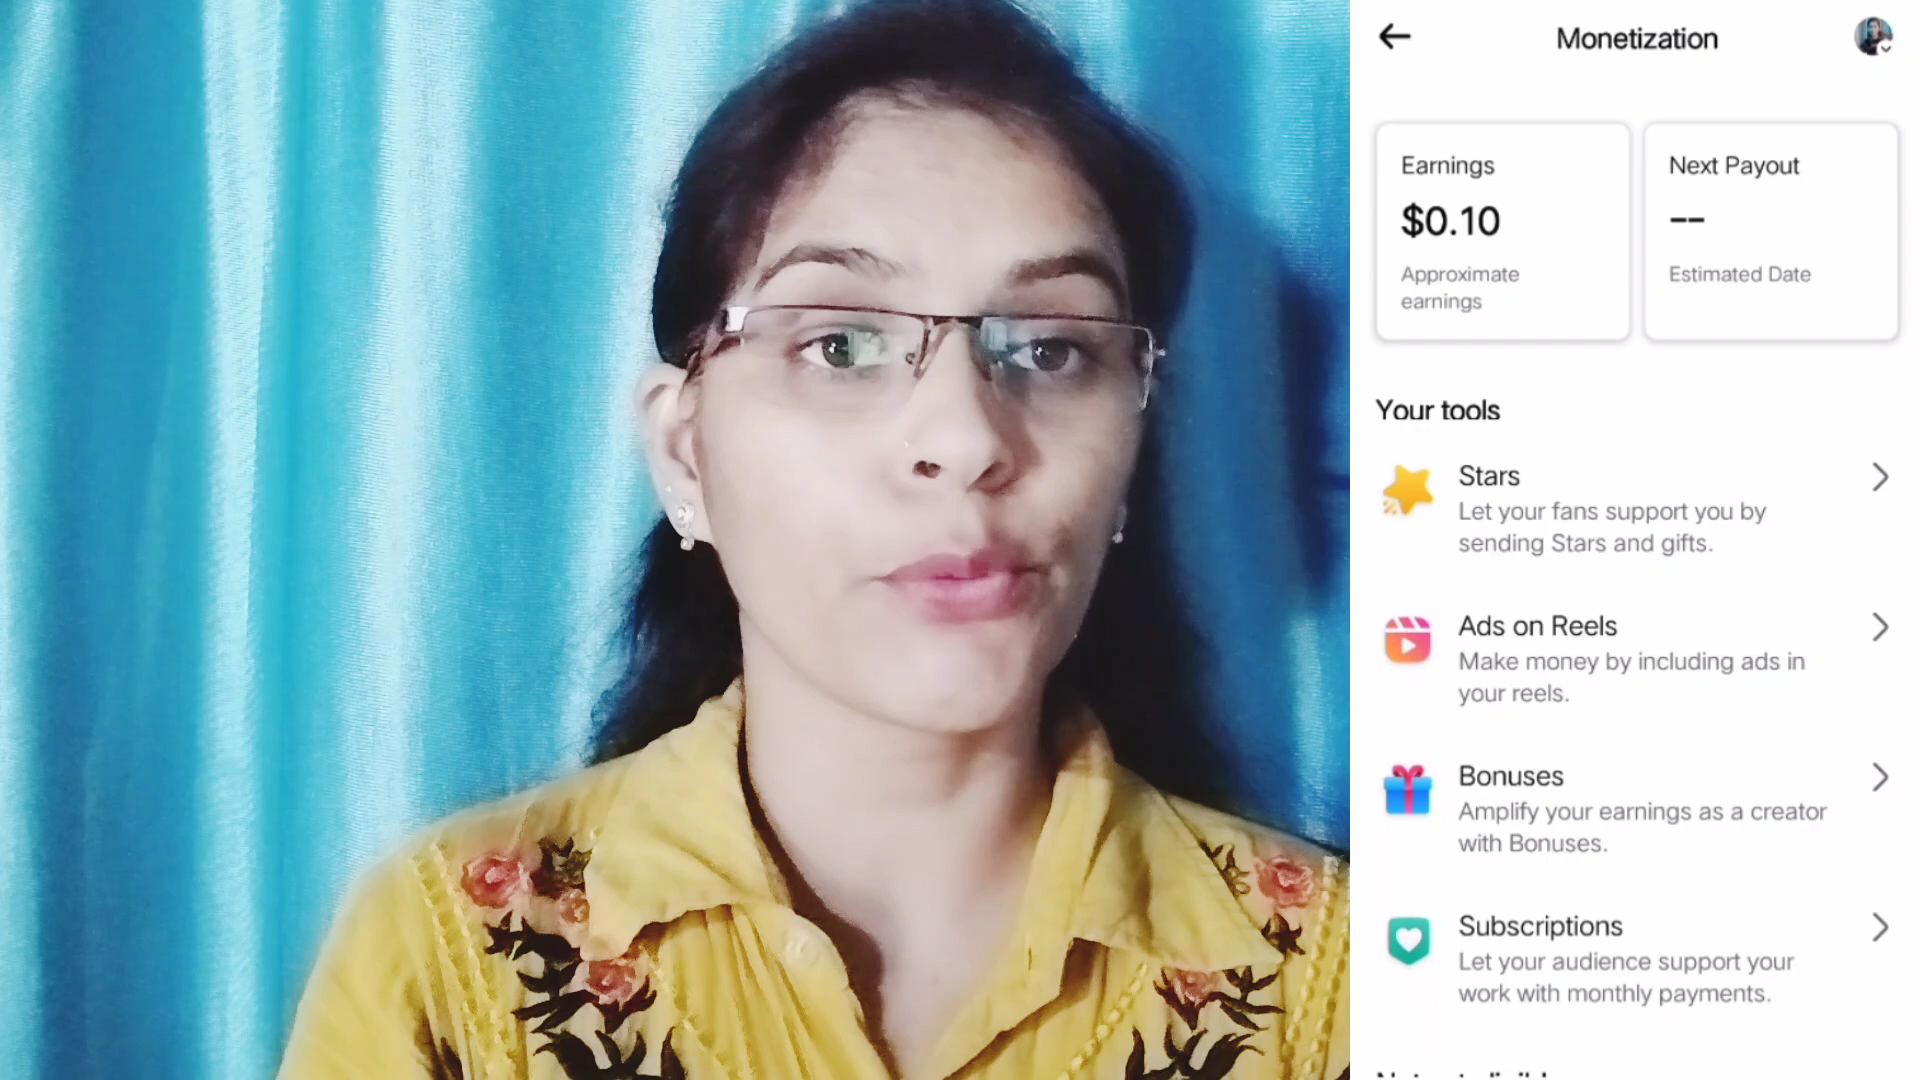 Monetization
Earnings
$0.10
Approximate
earnings
Next Payout
--
Estimated Date
Your tools
Stars
Let your fans support you by
sending Stars and gifts.
Ads on Reels
Make money by including ads in
your reels.
Bonuses
Amplify your earnings as a creator
with Bonuses.
Subscriptions
Let your audience support your
work with monthly payments.